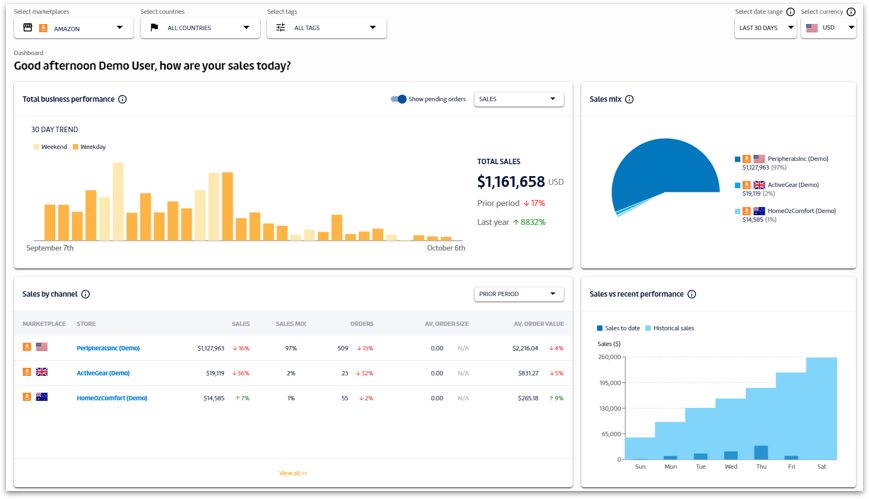 Select marketplaces
Select countries
Select tags
Select date range
Select currency
AMAZON
ALL COUNTRIES
ALL TAGS
LAST 30 DAYS
USD
Dashboard
Good afternoon Demo User, how are your sales today?
Total business performance
Show pending orders
SALES
30 DAY TREND
Weekend
Weekday
TOTAL SALES
$1,161,658 USD
Prior period 17%
Last year 8832%
September 7th
October 6th
Sales mix
PeripheralsInc (Demo)
$1,127,963 (97%)
ActiveGear (Demo)
$19,119 (2%)
HomeOzComfort (Demo)
$14,585 (1%)
Sales by channel
PRIOR PERIOD
MARKETPLACE STORE SALES SALES MIX ORDERS AV. ORDER SIZE AV. ORDER VALUE
PeripheralsInc (Demo) $1,127,963 16% 97% 509 13% 0.00 N/A $2,216.04 4%
ActiveGear (Demo) $19,119 36% 2% 23 32% 0.00 N/A $831.27 5%
HomeOzComfort (Demo) $14,585 7% 1% 55 2% 0.00 N/A $265.18 9%
View all
Sales vs recent performance
Sales to date
Historical sales
Sales ($)
260,000
195,000
130,000
65,000
0
Sun Mon Tue Wed Thu Fri Sat